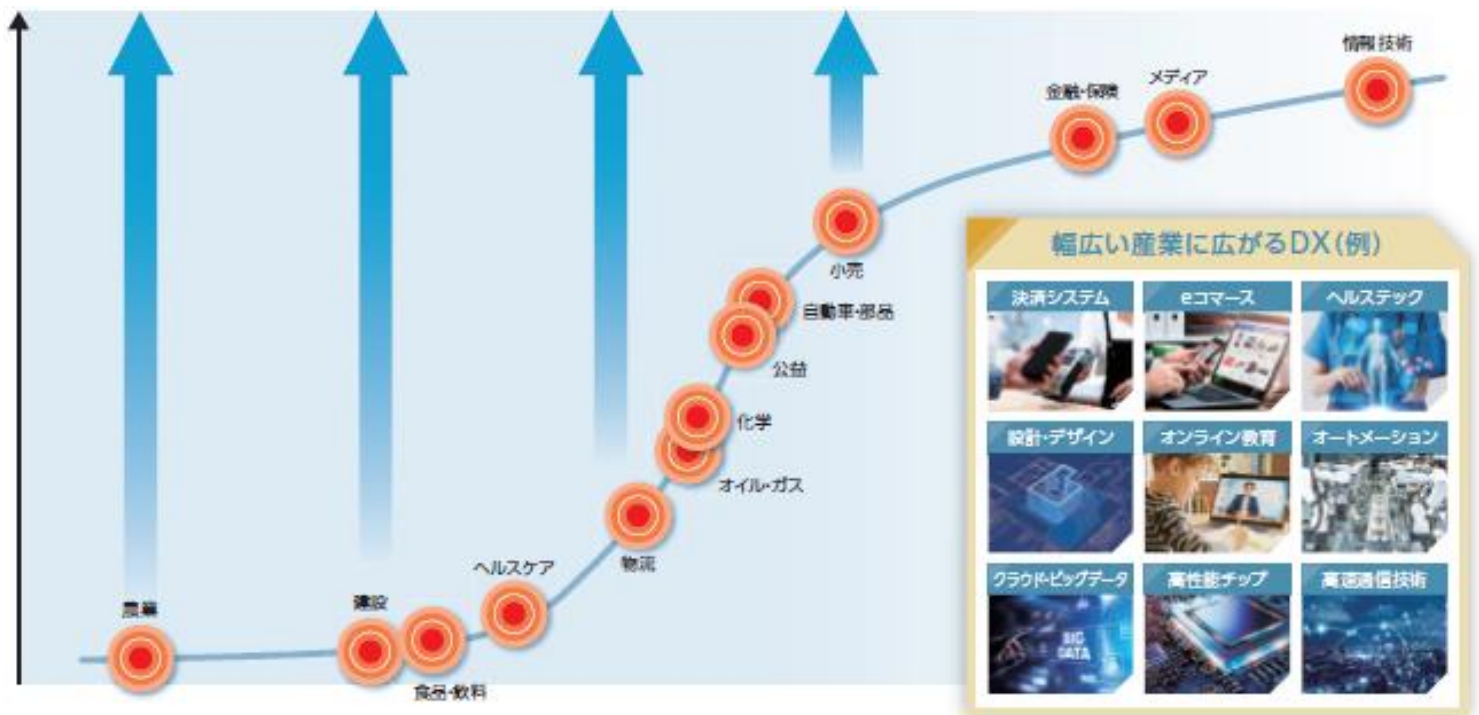 情報技術
メディア
金融・保険
小売
自動車・部品
公益
化学
オイル・ガス
物流
ヘルスケア
建設
農業
食品・飲料
幅広い産業に広がるDX(例)
決済システム
eコマース
ヘルステック
設計・デザイン
オンライン教育
オートメーション
クラウド・ビッグデータ
高性能チップ
高速通信技術
BIG
DATA